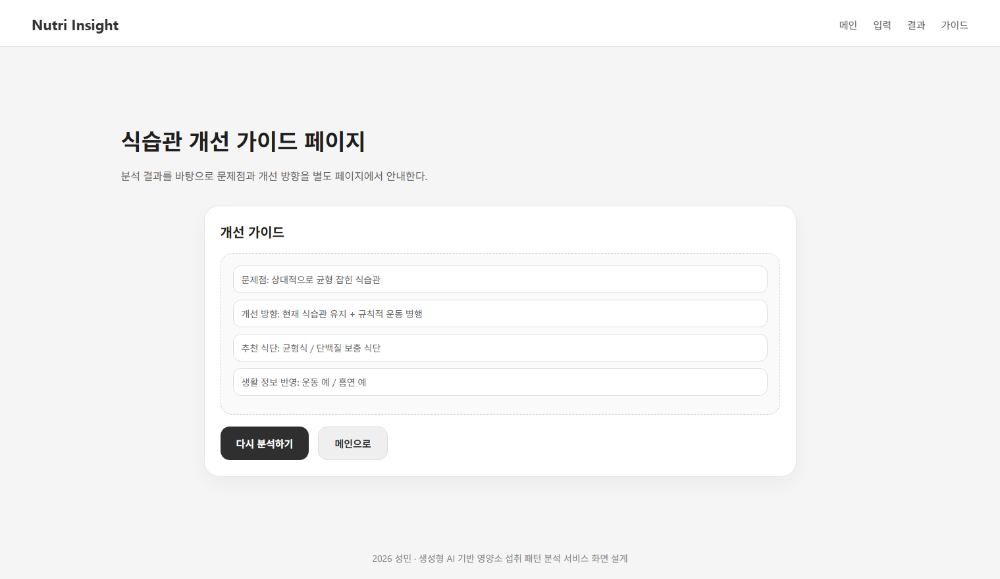 Nutri Insight
메인
입력
결과
가이드
식습관 개선 가이드 페이지
분석 결과를 바탕으로 문제점과 개선 방향을 별도 페이지에서 안내한다.
개선 가이드
문제점: 상대적으로 균형 잡힌 식습관
개선 방향: 현재 식습관 유지 + 규칙적 운동 병행
추천 식단: 균형식 / 단백질 보충 식단
생활 정보 반영: 운동 예 / 흡연 예
다시 분석하기
메인으로
2026 성민 · 생성형 AI 기반 영양소 섭취 패턴 분석 서비스 화면 설계